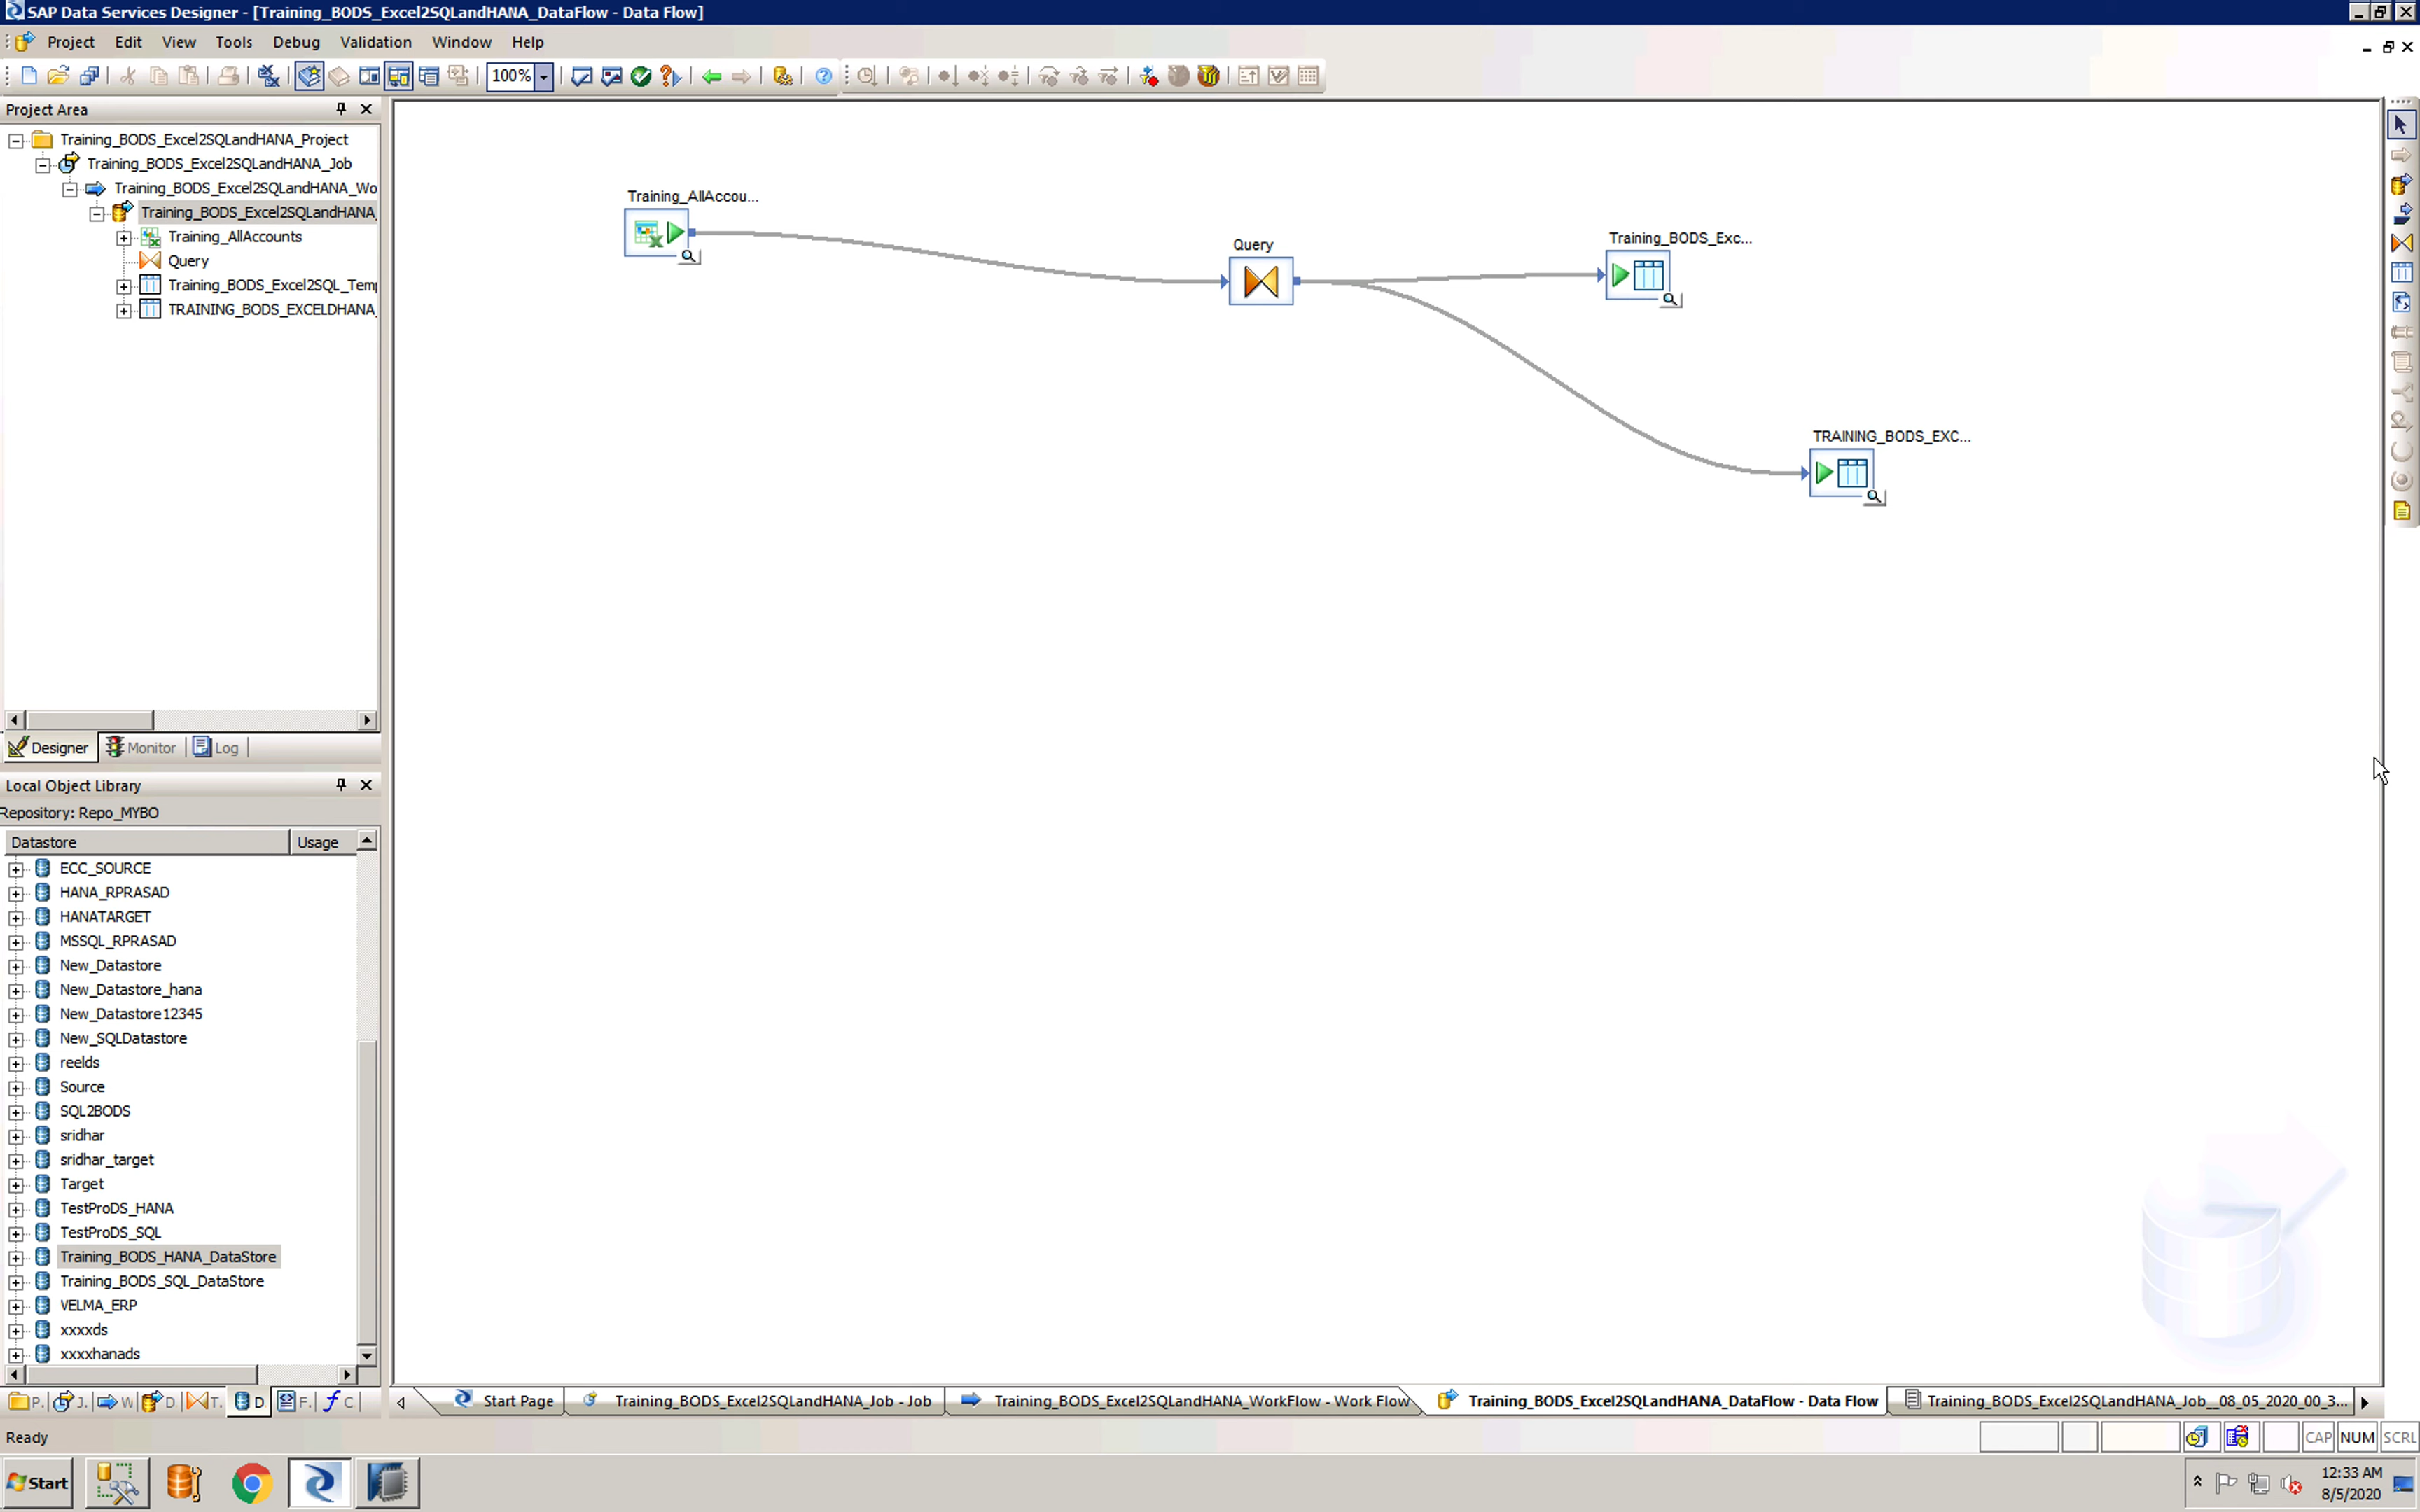 SAP Data Services Designer - [Training_BODS_Excel2SQLandHANA_DataFlow - Data Flow]
Project Edit View Tools Debug Validation Window Help
100%
Project Area
Training_BODS_Excel2SQLandHANA_Project
Training_BODS_Excel2SQLandHANA_Job
Training_BODS_Excel2SQLandHANA_Wo
Training_BODS_Excel2SQLandHANA_
Training_AllAccounts
Query
Training_BODS_Excel2SQL_Temp
TRAINING_BODS_EXCELDHANA_
Designer Monitor Log
Training_AllAccou...
Query
Training_BODS_Exc...
TRAINING_BODS_EXC...
Local Object Library
Repository: Repo_MYBO
Datastore Usage
ECC_SOURCE
HANA_RPRASAD
HANATARGET
MSSQL_RPRASAD
New_Datastore
New_Datastore_hana
New_Datastore12345
New_SQLDatastore
reelds
Source
SQL2BODS
sridhar
sridhar_target
Target
TestProDS_HANA
TestProDS_SQL
Training_BODS_HANA_DataStore
Training_BODS_SQL_DataStore
VELMA_ERP
xxxxds
xxxxhanads
P. J. W D T. D F. C
Start Page Training_BODS_Excel2SQLandHANA_Job - Job Training_BODS_Excel2SQLandHANA_WorkFlow - Work Flow Training_BODS_Excel2SQLandHANA_DataFlow - Data Flow Training_BODS_Excel2SQLandHANA_Job__08_05_2020_00_3...
Ready
CAP NUM SCRL
Start
12:33 AM
8/5/2020